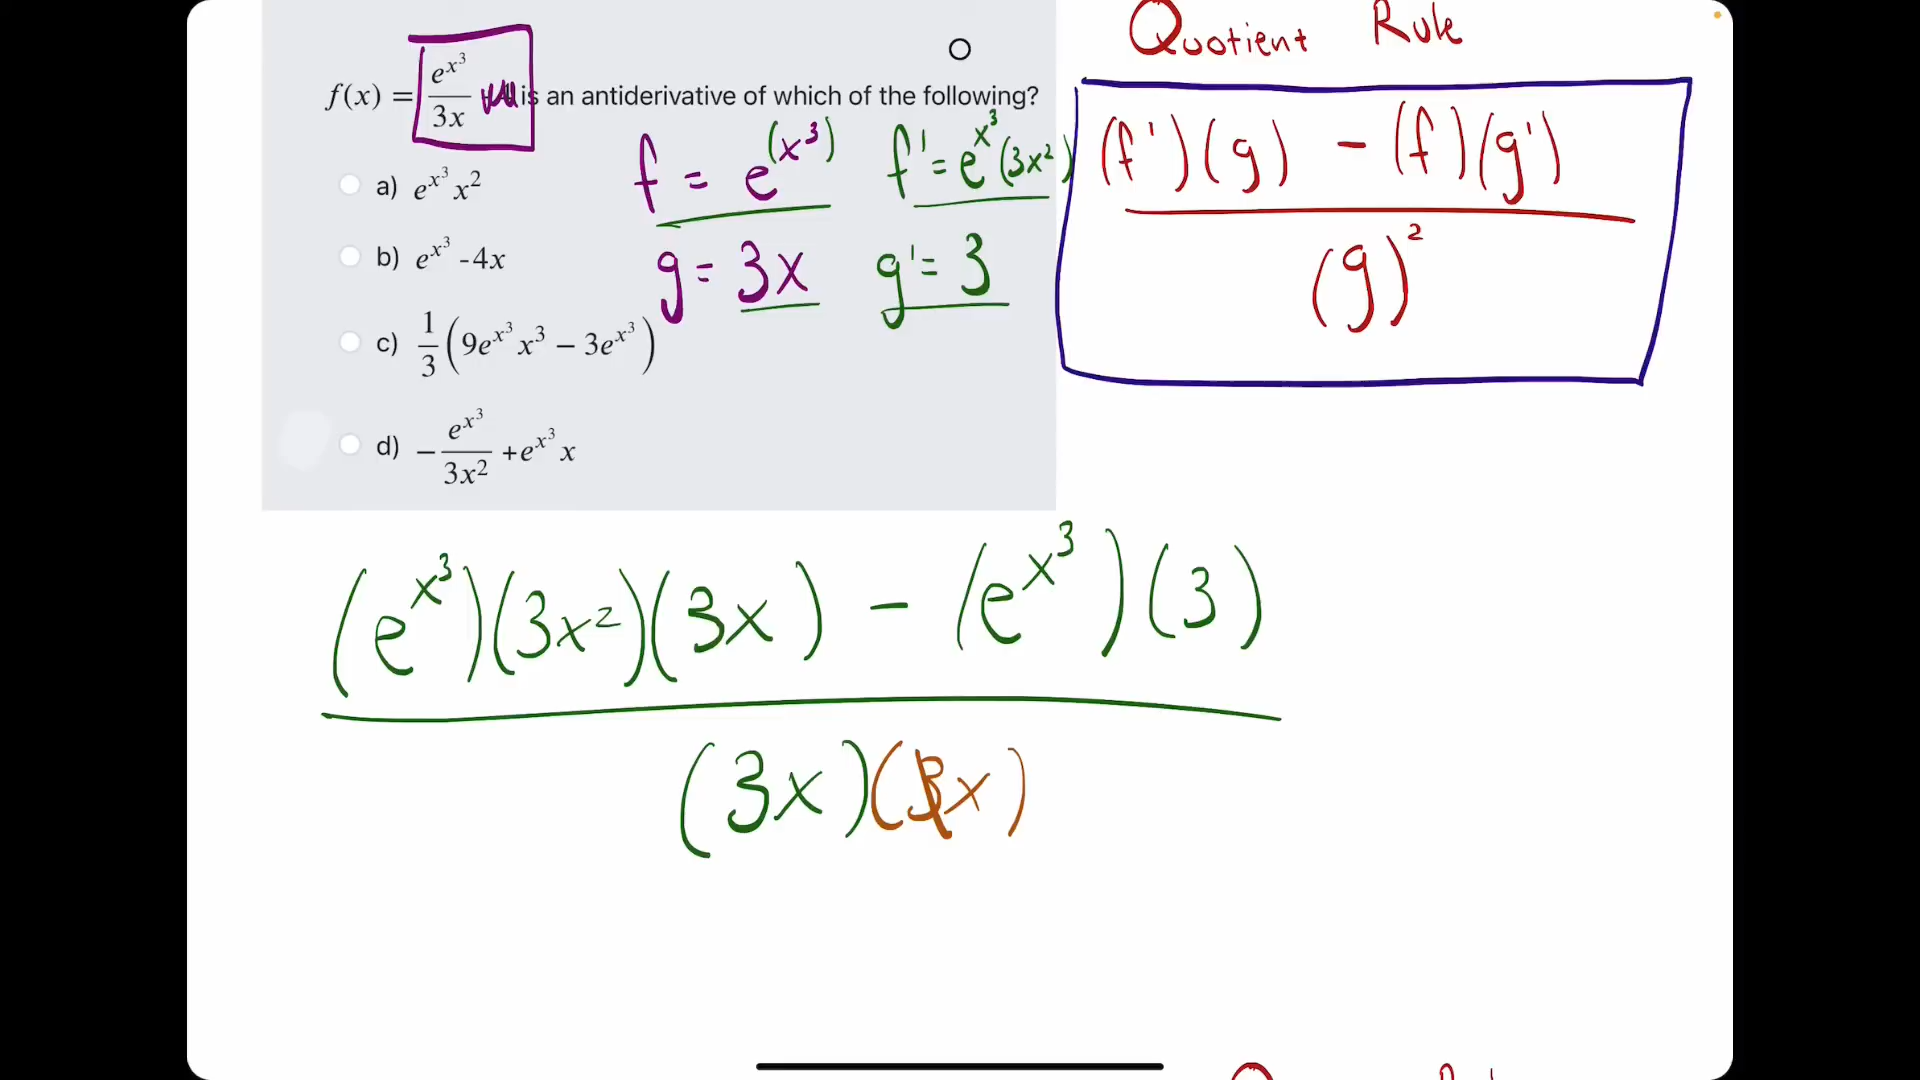 Quotient Rule
f(x) = e^{x^3}/3x is an antiderivative of which of the following?
f = e^{(x^3)} f' = e^{x^3}(3x^2)
(f')(g) - (f)(g')
(g)^2
a) e^{x^3} x^2
g = 3x g' = 3
b) e^{x^3} -4x
c) 1/3 (9e^{x^3} x^3 – 3e^{x^3})
d) – e^{x^3}/3x^2 +e^{x^3} x
(e^{x^3})(3x^2)(3x) - (e^{x^3})(3)
(3x)(3x)